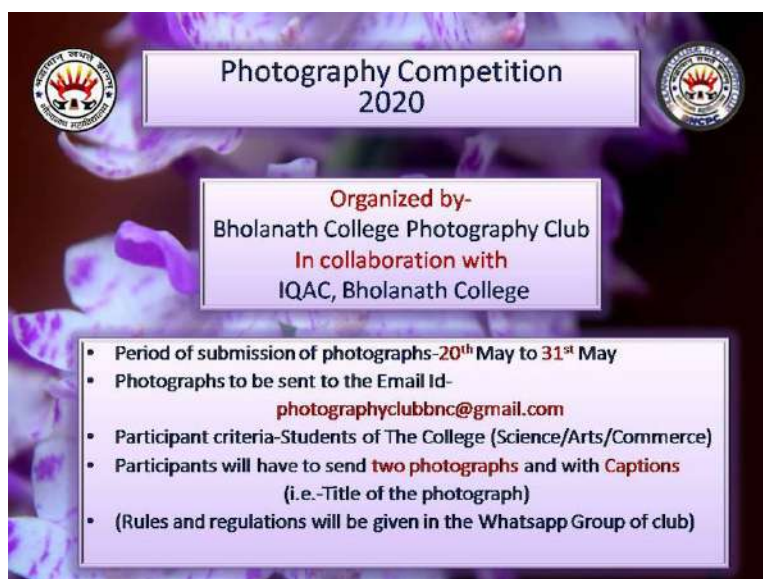 Photography Competition
2020
Organized by-
Bholanath College Photography Club
In collaboration with
IQAC, Bholanath College
• Period of submission of photographs-20th May to 31st May
• Photographs to be sent to the Email Id-
photographyclubbnc@gmail.com
• Participant criteria-Students of The College (Science/Arts/Commerce)
• Participants will have to send two photographs and with Captions
(i.e.-Title of the photograph)
• (Rules and regulations will be given in the Whatsapp Group of club)